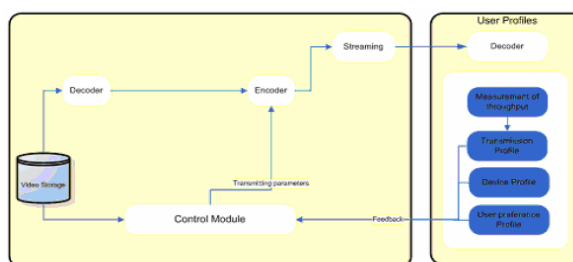 User Profiles
Streaming
Decoder
Decoder
Encoder
Measurement of
throughput
Transmission
Profile
Video Storage
Transmitting parameters
Device Profile
Control Module
Feedback
User preference
Profile